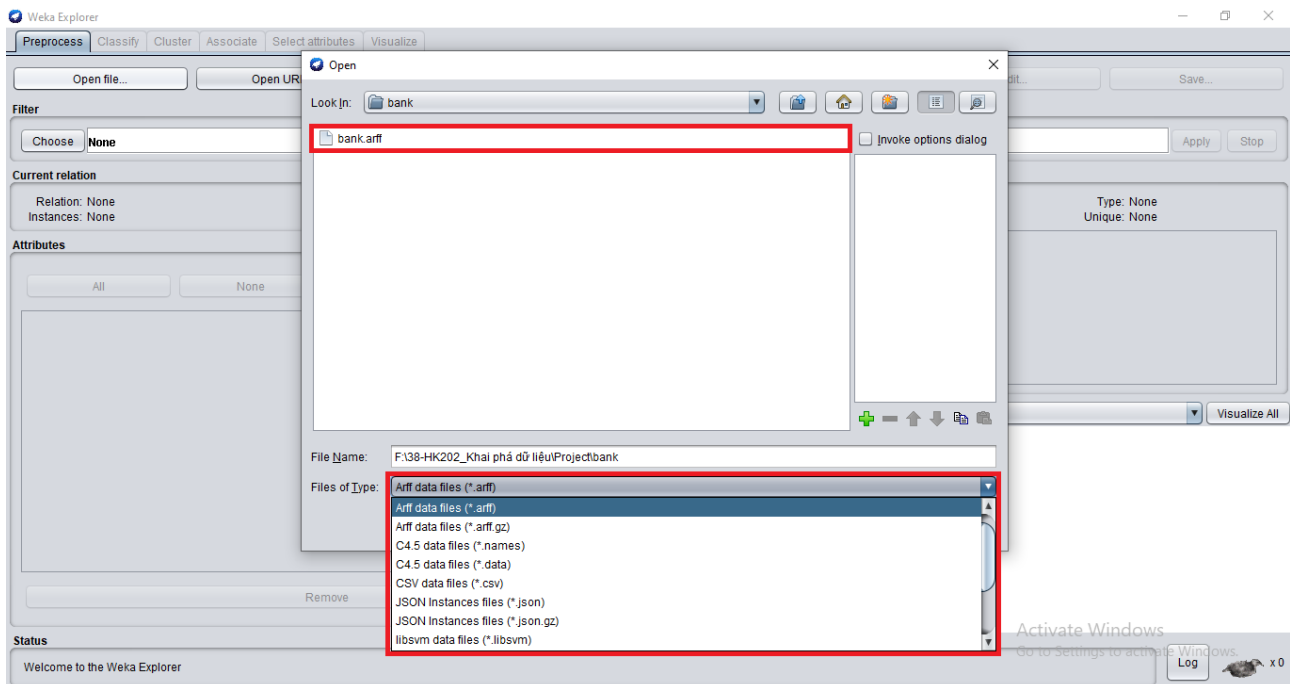 Weka Explorer
Preprocess Classify Cluster Associate Select attributes Visualize
Open file...
Open UR
dit...
Save...
Filter
Choose None
Apply Stop
Current relation
Relation: None
Instances: None
Type: None
Unique: None
Attributes
All None
Visualize All
Remove
Open
Look In: bank
bank.arff
Invoke options dialog
File Name: F:\38-HK202_Khai phá dữ liệu\Project\bank
Files of Type: Arff data files (*.arff)
Arff data files (*.arff)
Arff data files (*.arff.gz)
C4.5 data files (*.names)
C4.5 data files (*.data)
CSV data files (*.csv)
JSON Instances files (*.json)
JSON Instances files (*.json.gz)
libsvm data files (*.libsvm)
Activate Windows
Go to Settings to activate Windows.
Status
Welcome to the Weka Explorer
Log x 0